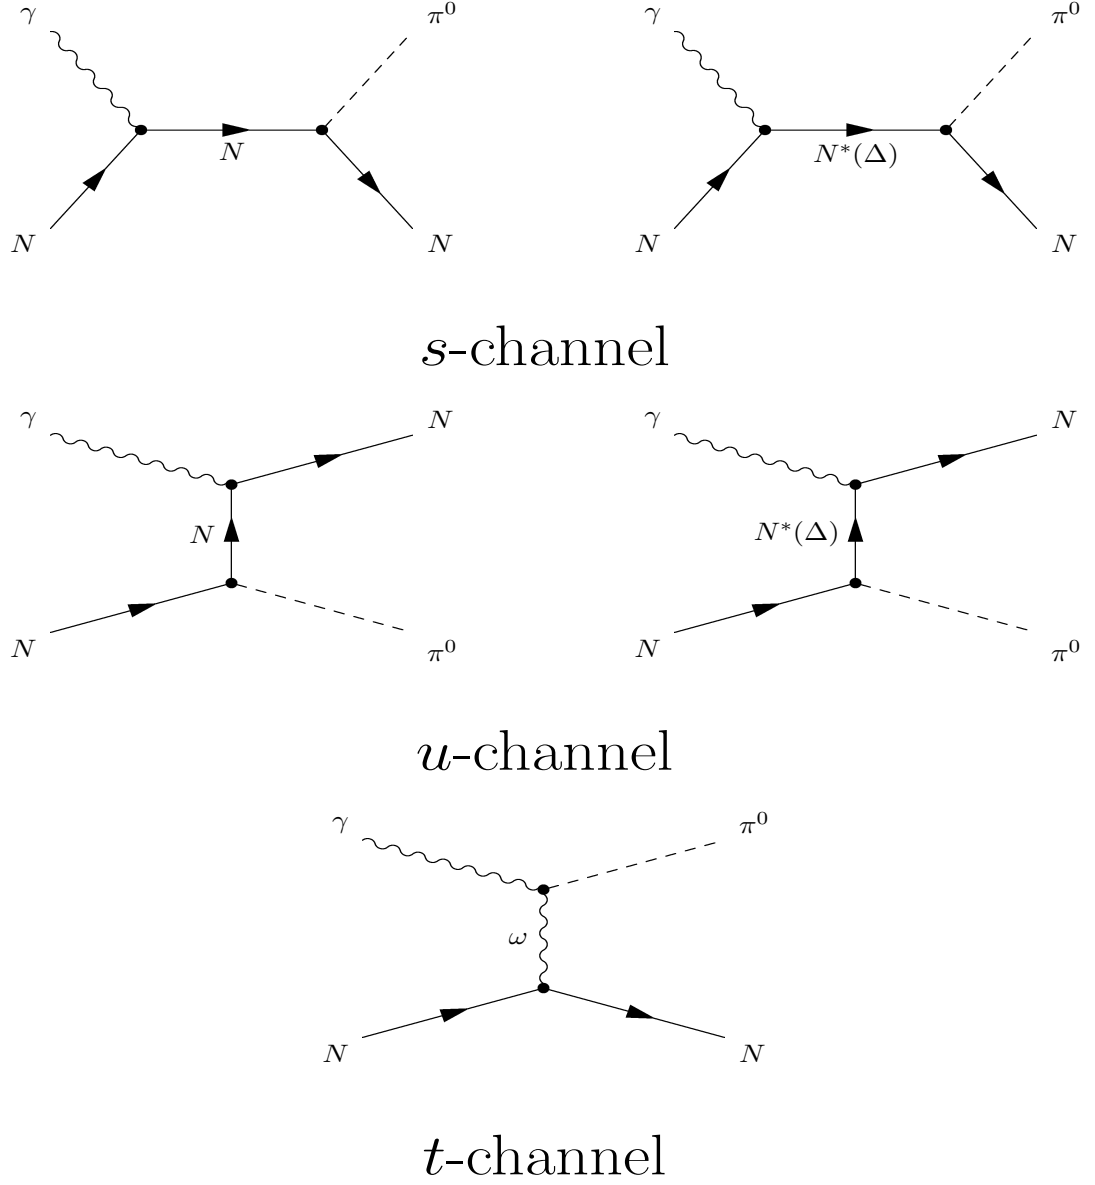 γ π⁰ γ π⁰
N N*(Δ)
N N N N
s-channel
γ N γ N
N N*(Δ)
N π⁰ N π⁰
u-channel
γ π⁰
ω
N N
t-channel